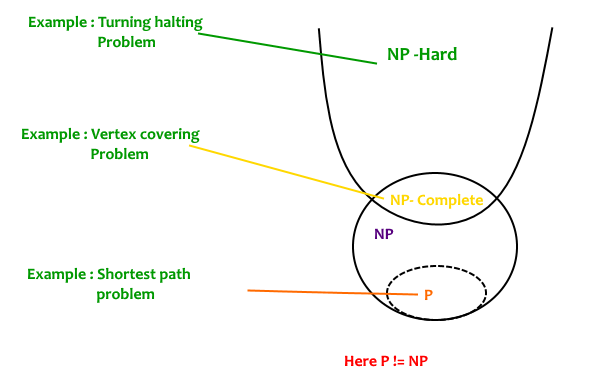 Example : Turning halting
Problem
NP -Hard
Example : Vertex covering
Problem
NP- Complete
NP
Example : Shortest path
problem
P
Here P != NP